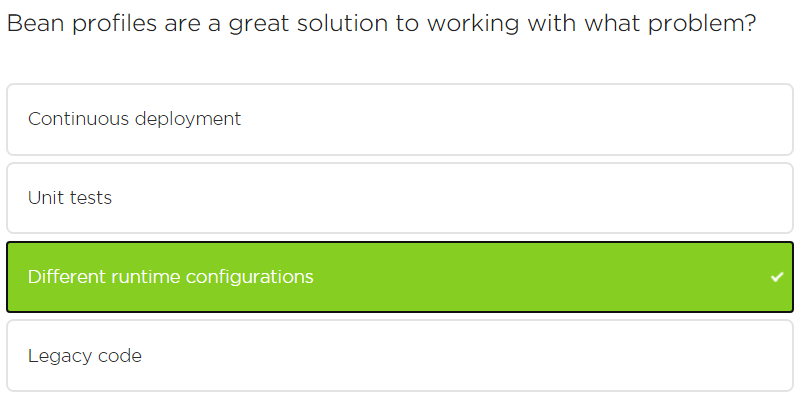 Bean profiles are a great solution to working with what problem?
Continuous deployment
Unit tests
Different runtime configurations
Legacy code